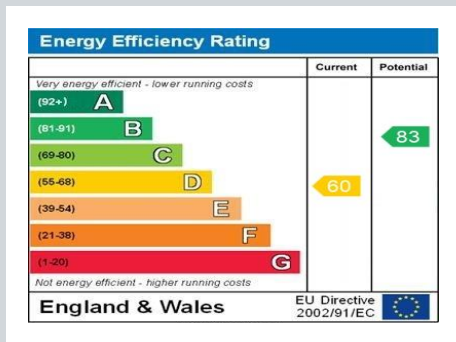 Energy Efficiency Rating
Current Potential
Very energy efficient - lower running costs
(92+) A
(81-91) B
83
(69-80) C
(55-68) D
60
(39-54) E
(21-38) F
(1-20) G
Not energy efficient - higher running costs
England & Wales
EU Directive
2002/91/EC